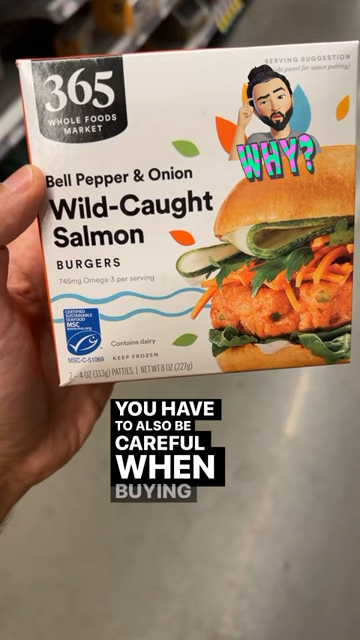 SERVING SUGGESTION
365
WHOLE FOODS
MARKET
WHY?
Bell Pepper & Onion
Wild-Caught
Salmon
BURGERS
745mg Omega-3 per serving
CERTIFIED
SUSTAINABLE
SEAFOOD
MSC
www.msc.org
MSC-C-51069
Contains dairy
KEEP FROZEN
2 - 4 OZ (113g) PATTIES | NET WT 8 OZ (227g)
YOU HAVE
TO ALSO BE
CAREFUL
WHEN
BUYING